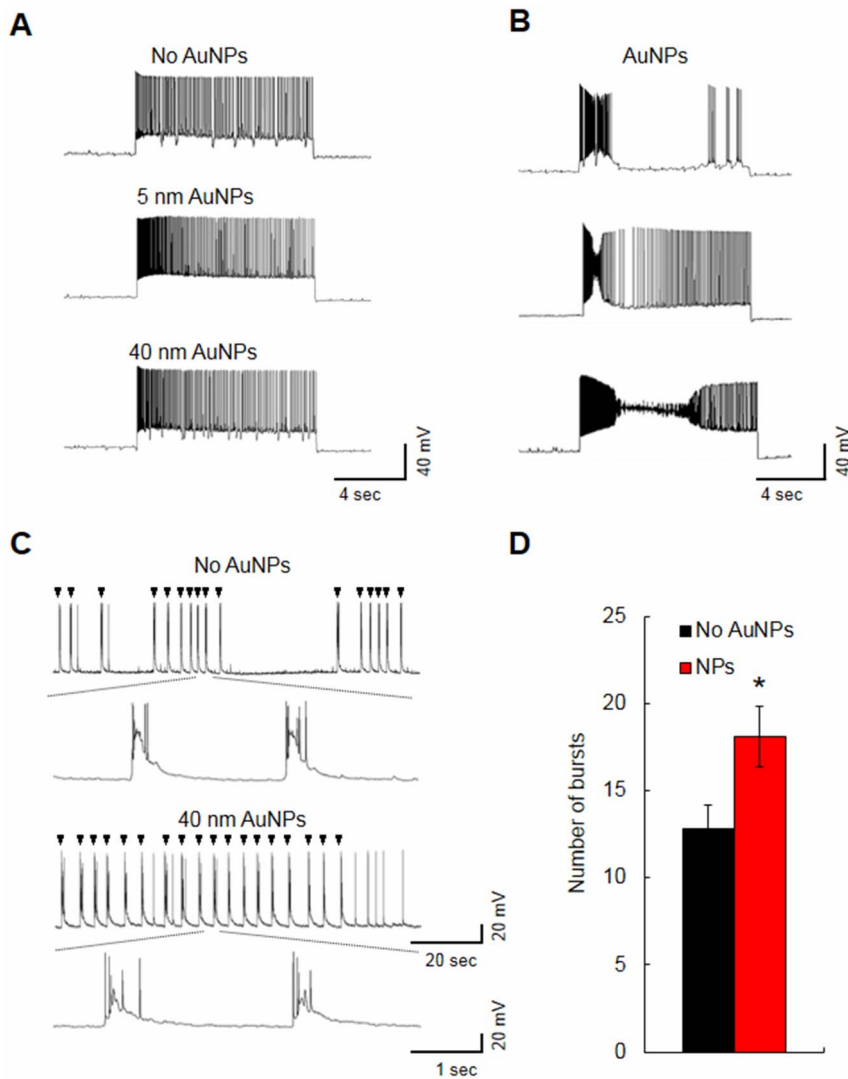 A
No AuNPs
5 nm AuNPs
40 nm AuNPs
40 mV
4 sec
B
AuNPs
40 mV
4 sec
C
No AuNPs
40 nm AuNPs
20 mV
20 sec
20 mV
1 sec
D
Number of bursts
25
20
15
10
5
0
No AuNPs
NPs
*